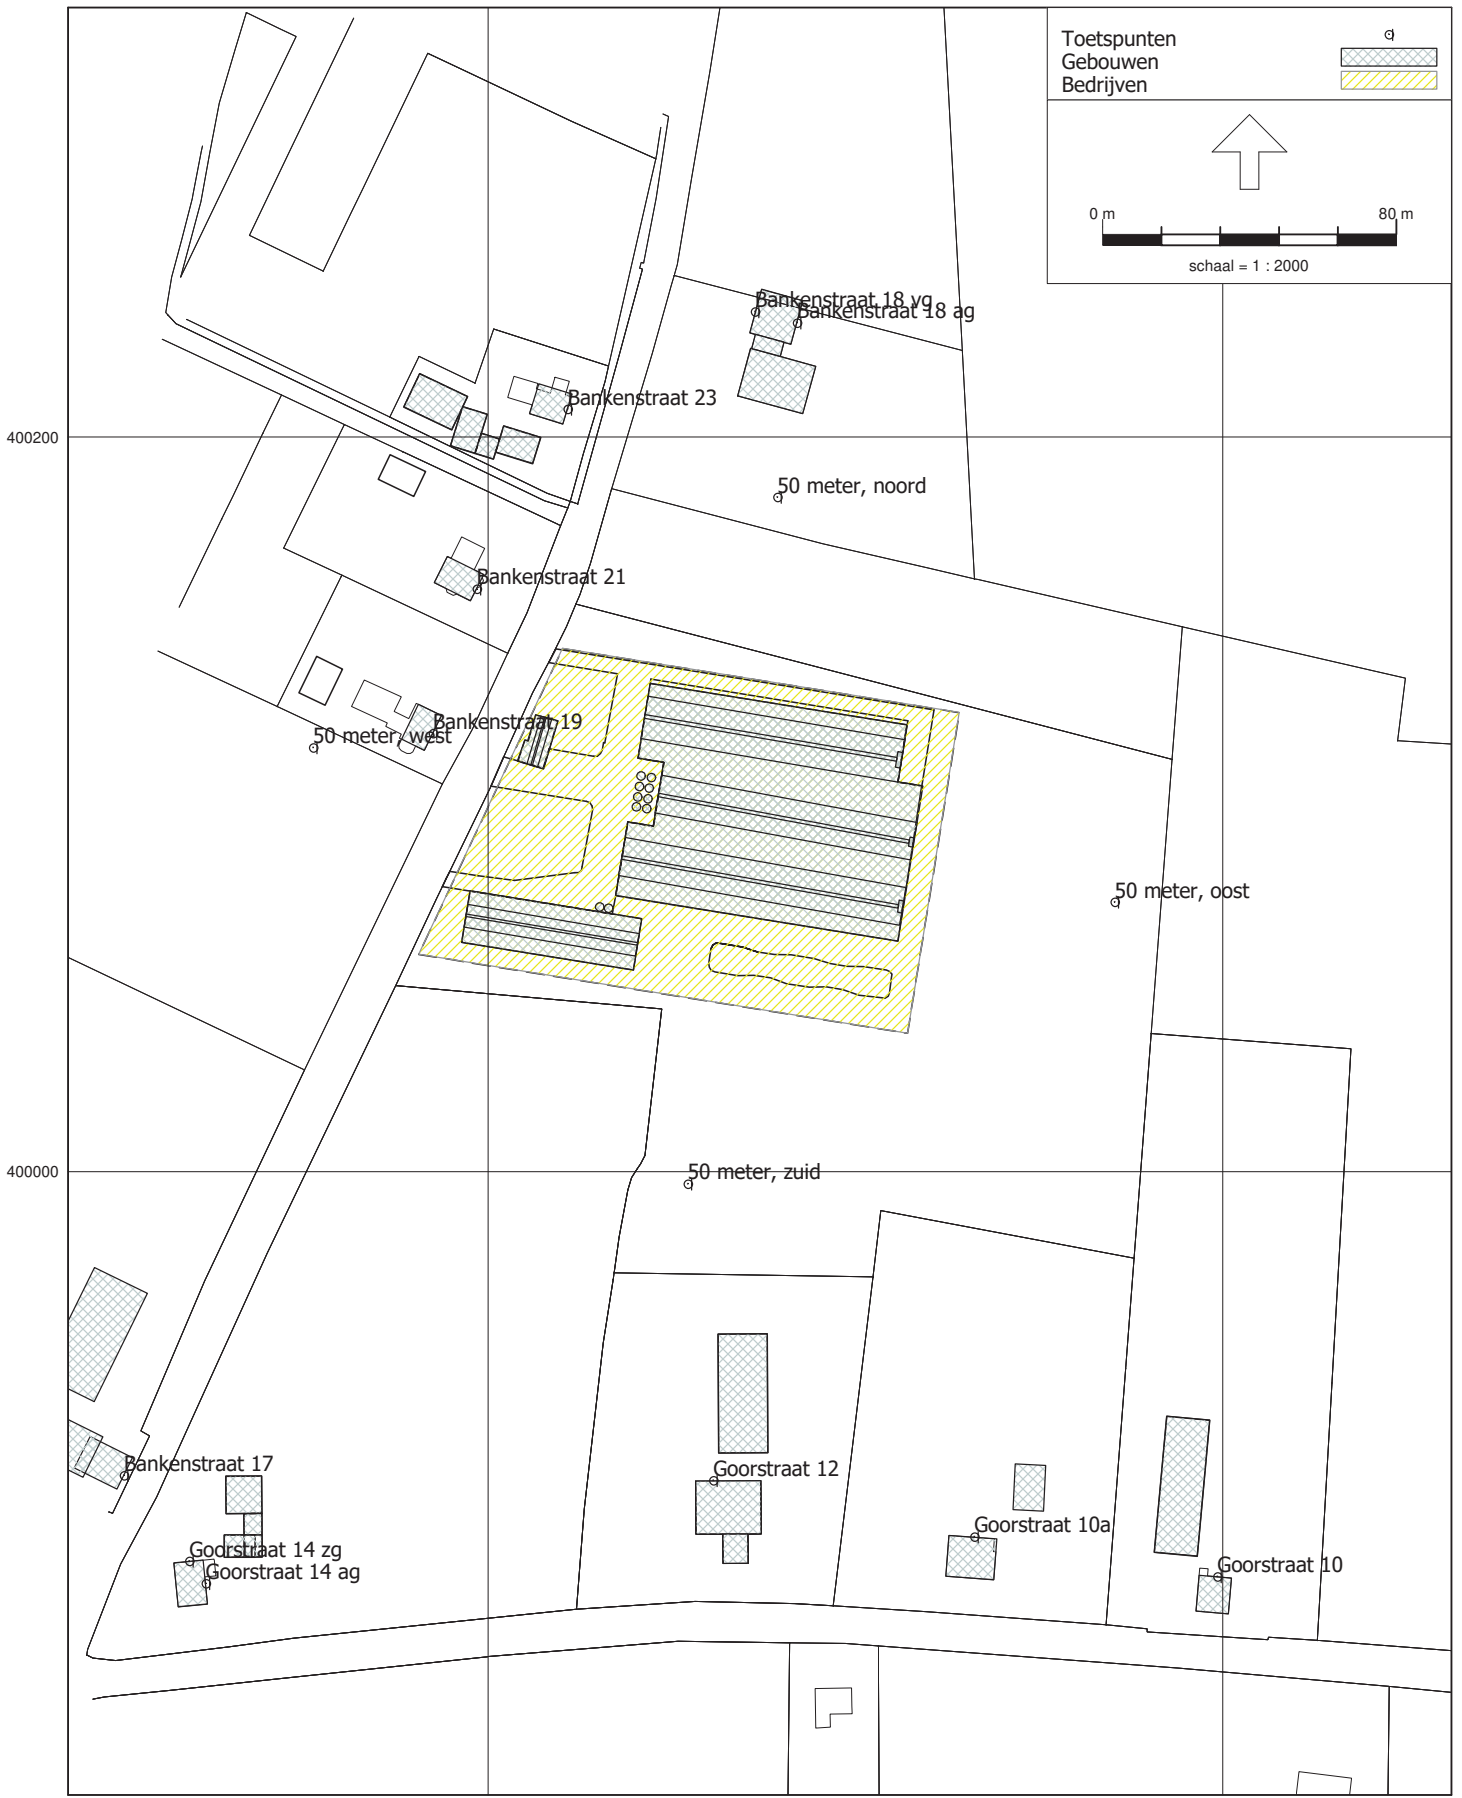 Toetspunten
Gebouwen
Bedrijven
0 m 80 m
schaal = 1 : 2000
Bankenstraat 18 vg
Bankenstraat 18 ag
Bankenstraat 23
400200
50 meter, noord
Bankenstraat 21
Bankenstraat 19
50 meter, west
50 meter, oost
400000
50 meter, zuid
Bankenstraat 17
Goorstraat 12
Goorstraat 10a
Goorstraat 14 zg
Goorstraat 14 ag
Goorstraat 10